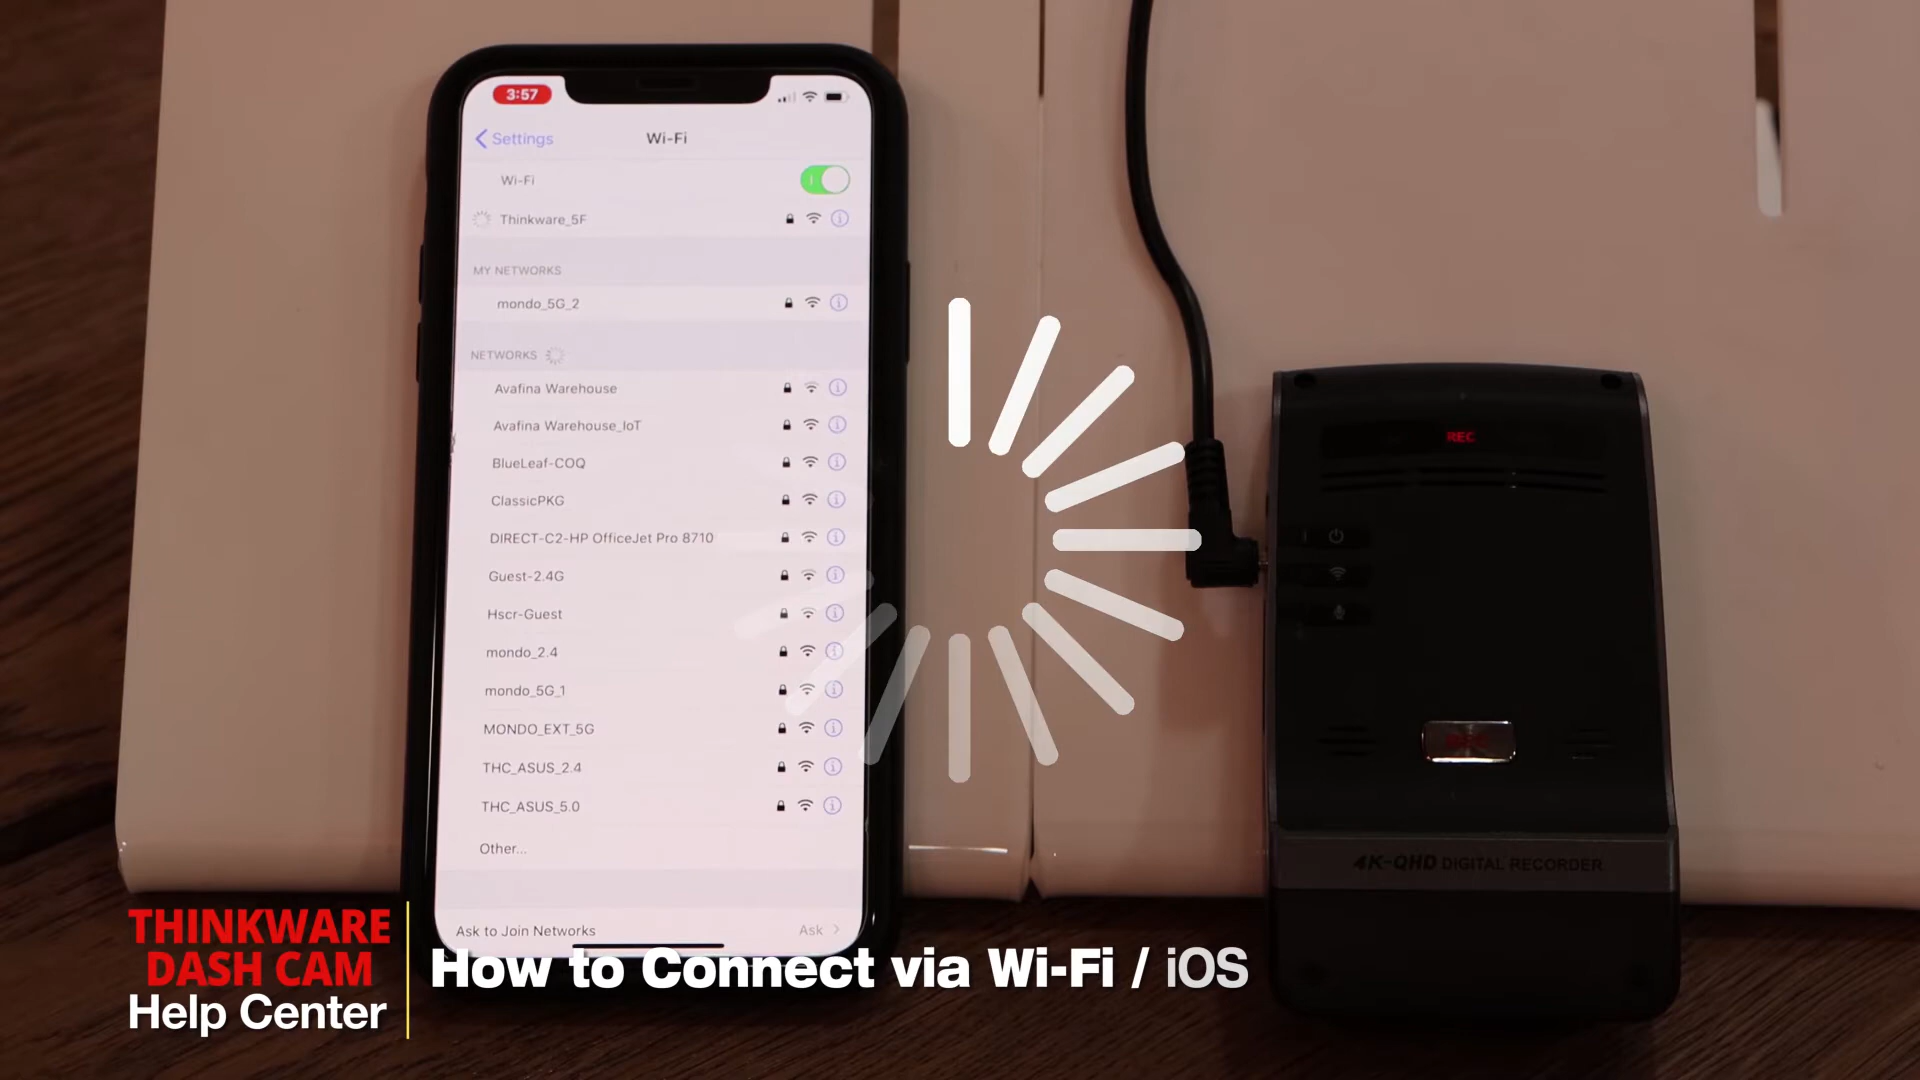 3:57
Settings
Wi-Fi
Wi-Fi
Thinkware_5F
MY NETWORKS
mondo_5G_2
NETWORKS
Avafina Warehouse
Avafina Warehouse_IoT
BlueLeaf-COQ
ClassicPKG
DIRECT-C2-HP OfficeJet Pro 8710
Guest-2.4G
Hscr-Guest
mondo_2.4
mondo_5G_1
MONDO_EXT_5G
THC_ASUS_2.4
THC_ASUS_5.0
Other...
Ask to Join Networks
Ask
REC
4K-QHD DIGITAL RECORDER
THINKWARE
DASH CAM
Help Center
How to Connect via Wi-Fi / iOS